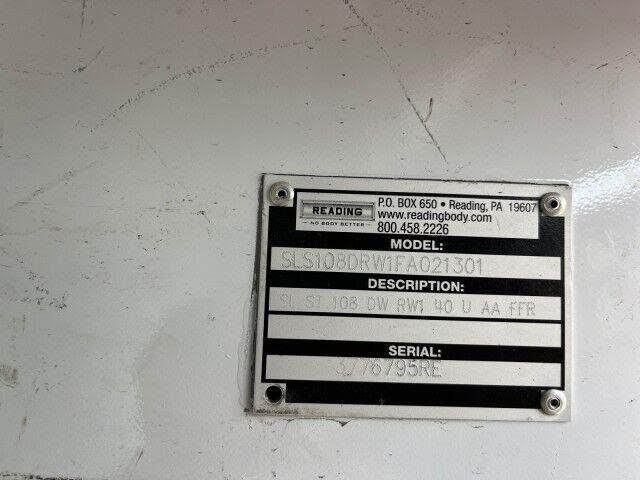 READING
NO BODY BETTER
P.O. BOX 650 • Reading, PA 19607
www.readingbody.com
800.458.2226
MODEL:
SLS108DRW1FA021301
DESCRIPTION:
SL ST 108 DW RW1 40 U AA FFR
SERIAL:
3776795RE